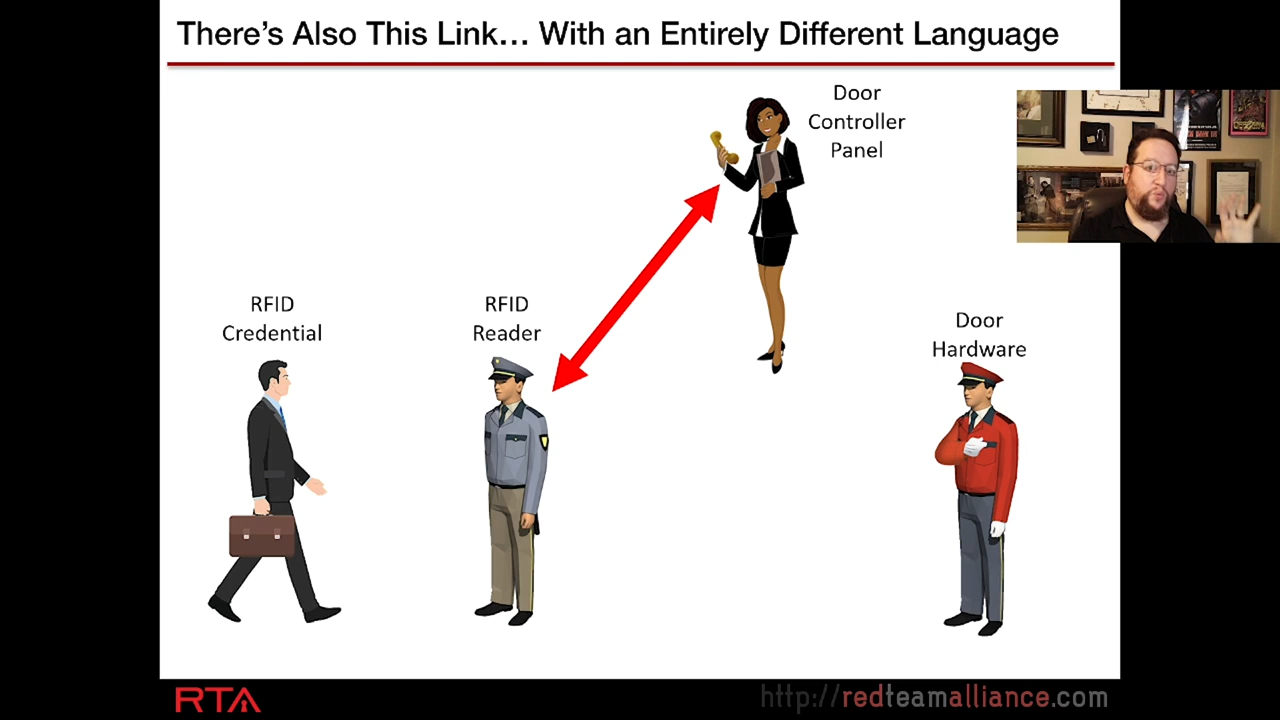 There's Also This Link... With an Entirely Different Language
Door
Controller
Panel
RFID
Credential
RFID
Reader
Door
Hardware
RTA
http://redteamalliance.com